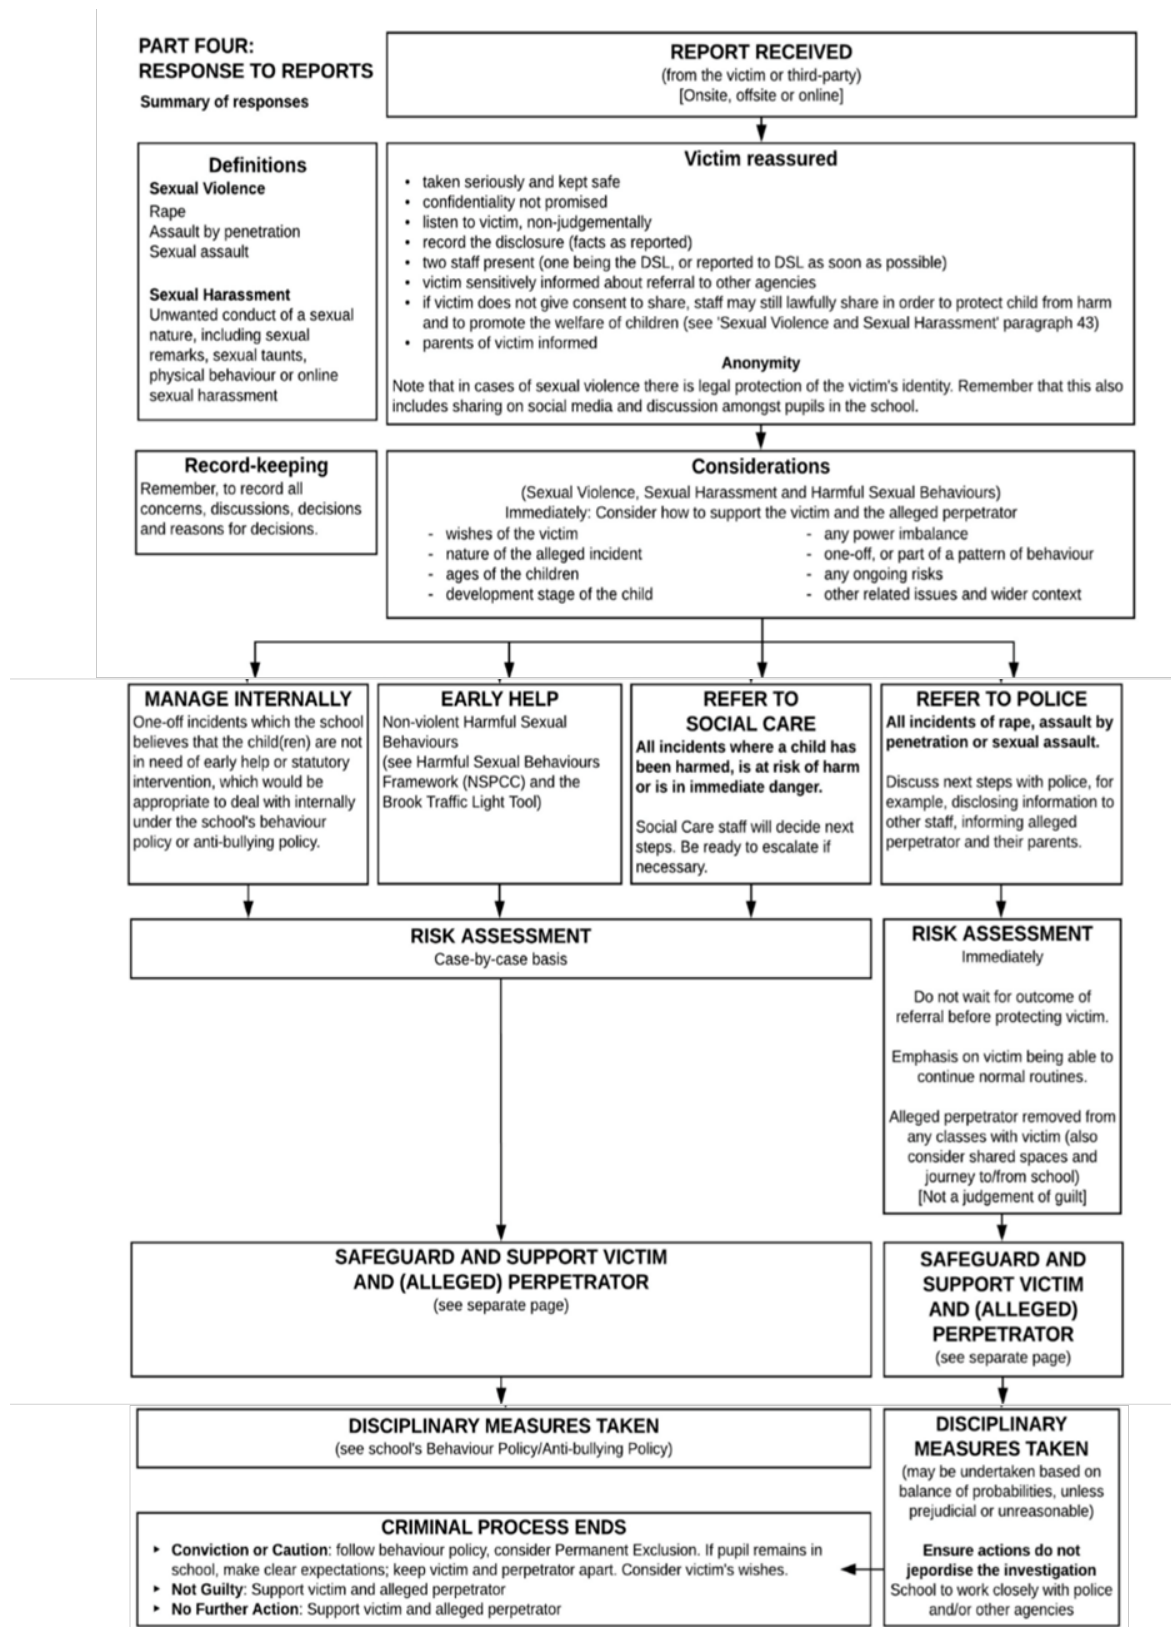 PART FOUR:
RESPONSE TO REPORTS
Summary of responses
REPORT RECEIVED
(from the victim or third-party)
[Onsite, offsite or online]
Definitions
Sexual Violence
Rape
Assault by penetration
Sexual assault
Sexual Harassment
Unwanted conduct of a sexual
nature, including sexual
remarks, sexual taunts,
physical behaviour or online
sexual harassment
Victim reassured
• taken seriously and kept safe
• confidentiality not promised
• listen to victim, non-judgementally
• record the disclosure (facts as reported)
• two staff present (one being the DSL, or reported to DSL as soon as possible)
• victim sensitively informed about referral to other agencies
• if victim does not give consent to share, staff may still lawfully share in order to protect child from harm
and to promote the welfare of children (see 'Sexual Violence and Sexual Harassment' paragraph 43)
• parents of victim informed
Anonymity
Note that in cases of sexual violence there is legal protection of the victim's identity. Remember that this also
includes sharing on social media and discussion amongst pupils in the school.
Record-keeping
Remember, to record all
concerns, discussions, decisions
and reasons for decisions.
Considerations
(Sexual Violence, Sexual Harassment and Harmful Sexual Behaviours)
Immediately: Consider how to support the victim and the alleged perpetrator
- wishes of the victim
- nature of the alleged incident
- ages of the children
- development stage of the child
- any power imbalance
- one-off, or part of a pattern of behaviour
- any ongoing risks
- other related issues and wider context
MANAGE INTERNALLY
One-off incidents which the school
believes that the child(ren) are not
in need of early help or statutory
intervention, which would be
appropriate to deal with internally
under the school's behaviour
policy or anti-bullying policy.
EARLY HELP
Non-violent Harmful Sexual
Behaviours
(see Harmful Sexual Behaviours
Framework (NSPCC) and the
Brook Traffic Light Tool)
REFER TO
SOCIAL CARE
All incidents where a child has
been harmed, is at risk of harm
or is in immediate danger.
Social Care staff will decide next
steps. Be ready to escalate if
necessary.
REFER TO POLICE
All incidents of rape, assault by
penetration or sexual assault.
Discuss next steps with police, for
example, disclosing information to
other staff, informing alleged
perpetrator and their parents.
RISK ASSESSMENT
Case-by-case basis
RISK ASSESSMENT
Immediately
Do not wait for outcome of
referral before protecting victim.
Emphasis on victim being able to
continue normal routines.
Alleged perpetrator removed from
any classes with victim (also
consider shared spaces and
journey to/from school)
[Not a judgement of guilt]
SAFEGUARD AND SUPPORT VICTIM
AND (ALLEGED) PERPETRATOR
(see separate page)
SAFEGUARD AND
SUPPORT VICTIM
AND (ALLEGED)
PERPETRATOR
(see separate page)
DISCIPLINARY MEASURES TAKEN
(see school's Behaviour Policy/Anti-bullying Policy)
DISCIPLINARY
MEASURES TAKEN
(may be undertaken based on
balance of probabilities, unless
prejudicial or unreasonable)
Ensure actions do not
jepordise the investigation
School to work closely with police
and/or other agencies
CRIMINAL PROCESS ENDS
‣ Conviction or Caution: follow behaviour policy, consider Permanent Exclusion. If pupil remains in
school, make clear expectations; keep victim and perpetrator apart. Consider victim's wishes.
‣ Not Guilty: Support victim and alleged perpetrator
‣ No Further Action: Support victim and alleged perpetrator